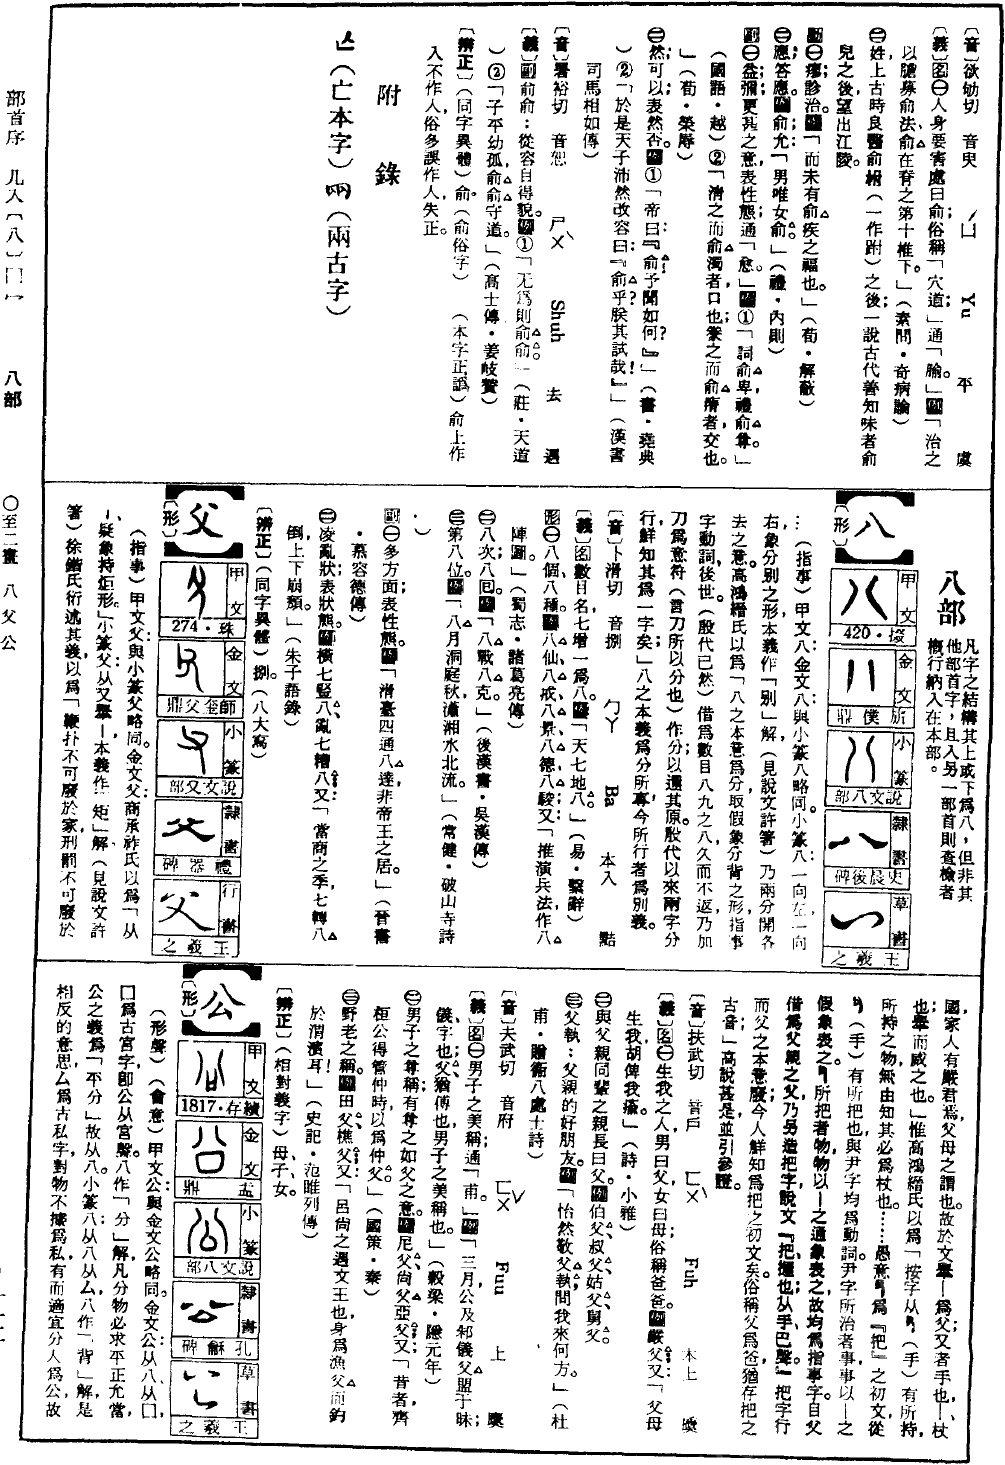 〔音〕欲劬切 音臾 ㄩˊ Yu 平 虞
〔義〕名㊀人身要害處曰俞俗稱「穴道」通「腧」。例「治之
以膽募俞法俞在脊之第十椎下。」（素問・奇病論）
㊁姓上古時良醫俞跗（一作跗）之後一說古代善知味者俞
兒之後望出江陵。
動㊀瘳診治。例「而未有俞疾之福也。」（荀・解蔽）
㊁應答應。例俞允「男唯女俞。」（禮・內則）
副㊀益彌更甚之意表性態通「愈」。例①「詞俞卑禮俞尊。」
（國語・越）②「清之而俞濁者口也豢之而俞瘠者交也。
」（荀・榮辱）
㊁然可以表然否。例①「帝曰『俞予聞如何？』」（書・堯典
）②「於是天子沛然改容曰『俞乎朕其試哉！』」（漢書
司馬相如傳）
〔音〕署裕切 音恕 ㄕㄨˋ Shuh 去 遇
〔義〕副俞俞：從容自得貌。例①「无爲則俞俞。」（莊・天道
）②「子平幼孤俞俞守道。」（高士傳・姜岐贊）
〔辨正〕（同字異體）俞。（俞俗字） （本字正譌）俞上作
入不作人俗多誤作人失正。
附 錄
亾（亡本字）㒳（兩古字）
八部
凡字之結構其上或下爲八，但非其
他部首字，且入另一部首則查檢者
概行納入在本部。
八
〔形〕
甲文
420・掇
金文
旂僕鼎
小篆
說文八部
隸書
史晨後碑
草書
王羲之
：（指事）甲文八金文八與小篆八略同。小篆八一向左，一向
右，象分別之形本義作「別」解（見說文許箸）乃兩分開各
去之意。高鴻縉氏以爲「八之本意爲分取假象分背之形指事
字動詞，後世。（殷代已然）借爲數目八九之八久而不返乃加
刀爲意符（言刀所以分也）作分以還其原。殷代以來兩字分
行鮮知其爲一字矣」八之本義爲分所專今所行者爲別義。
〔音〕卜滑切 音捌 ㄅㄚ Ba 本入 黠
〔義〕名數目名七增一爲八。例「天七地八。」（易・繫辭）
形㊀八個八種。例八仙八戒八景八德八駿又「推演兵法作八
陣圖。」（蜀志・諸葛亮傳）
㊁八次八回。例「八戰八克。」（後漢書・吳漢傳）
㊂第八位。例「八月洞庭秋，瀟湘水北流。」（常健・破山寺詩
）
副㊀多方面表性態。例「滑臺四通八達非帝王之居。」（晉書
・慕容德傳）
㊁淩亂狀表狀態。例橫七豎八亂七糟八又「當商之季七轉八
倒，上下崩頹。」（朱子語錄）
〔辨正〕（同字異體）捌。（八大寫）
父
〔形〕
甲文
274・珠
金文
師𡘇父鼎
小篆
說文又部
隸書
禮器碑
行書
王羲之
（指事）甲文父與小篆父略同。金文父商承祚氏以爲「从
丨疑象持炬形。」小篆父从又舉丨本義作「矩」解（見說文許
箸）徐鍇氏衍述其義以爲「鞭扑不可廢於家刑罰不可廢於
國，家人有嚴君焉父母之謂也故於文舉丨爲父又者手也，丨杖
也舉而威之也」惟高鴻縉氏以爲「按字从（手）有所持，
所持之物無由知其必爲杖也。……愚意爲『把』之初文從
（手）有所把也與尹字均爲動詞尹字所治者事事以丨之
假象表之。所把者物物以丨之通象表之故均爲指事字自父
借爲父親之父，乃另造把字說文『把握也从手巴聲。』把字行
而父之本意廢今人鮮知爲把之初文矣。俗稱父爲爸猶存把之
古音」高說甚是並引參證。
〔音〕扶武切 音戶 ㄈㄨˋ Fuh 本上 麌
〔義〕名㊀生我之人男曰父女曰母俗稱爸爸。例嚴父又「父母
生我胡俾我瘉。」（詩・小雅）
㊁與父親同輩之親長曰父。例伯父叔父姑父舅父。
㊂父執：父親的好朋友。例「怡然敬父執問我來何方。」（杜
甫・贈衛八處士詩）
〔音〕夫武切 音府 ㄈㄨˇ Fuu 上 麌
〔義〕名㊀男子之美稱通「甫」。例「三月公及邾儀父盟于昧；
儀，字也父猶傅也男子之美稱也。」（穀梁・隱元年）
㊁男子之尊稱有尊之如父之意。例尼父尚父亞父又「昔者齊
桓公得管仲時以爲仲父。」（國策・秦）
㊂野老之稱。例田父樵父又「呂尚之遇文王也身爲漁父而釣
於渭濱耳！」（史記・范睢列傳）
〔辨正〕（相對義字）母，子，女。
公
〔形〕
甲文
1817・存續
金文
盂鼎
小篆
說文八部
隸書
孔龢碑
草書
王羲之
（形聲）（會意）甲文公與金文公略同。金文公从八从囗，
囗爲古宮字卽公从宮聲。八作「分」解凡分物必求平正允當，
公之義爲「平分」故从八。小篆公从八从厶八作「背」解是
相反的意思厶爲古私字對物不據爲私有而適宜分人爲公故
部首序 几入〔八〕冂冖 八部 ○至二畫 八父公